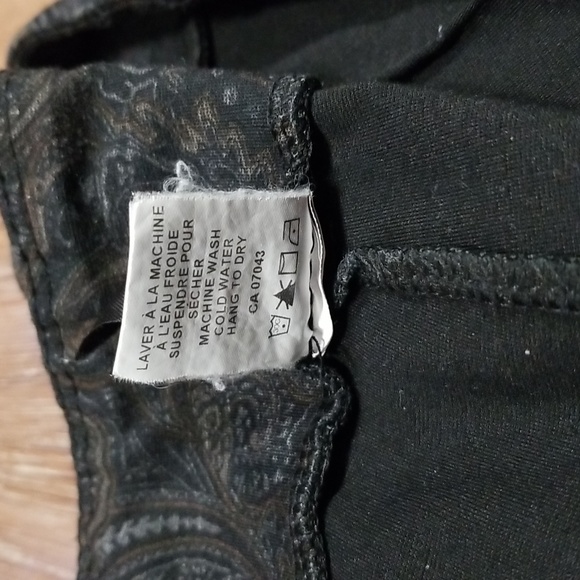 LAVER À LA MACHINE
À L'EAU FROIDE
SUSPENDRE POUR
SÉCHER
MACHINE WASH
COLD WATER
HANG TO DRY
CA 07043